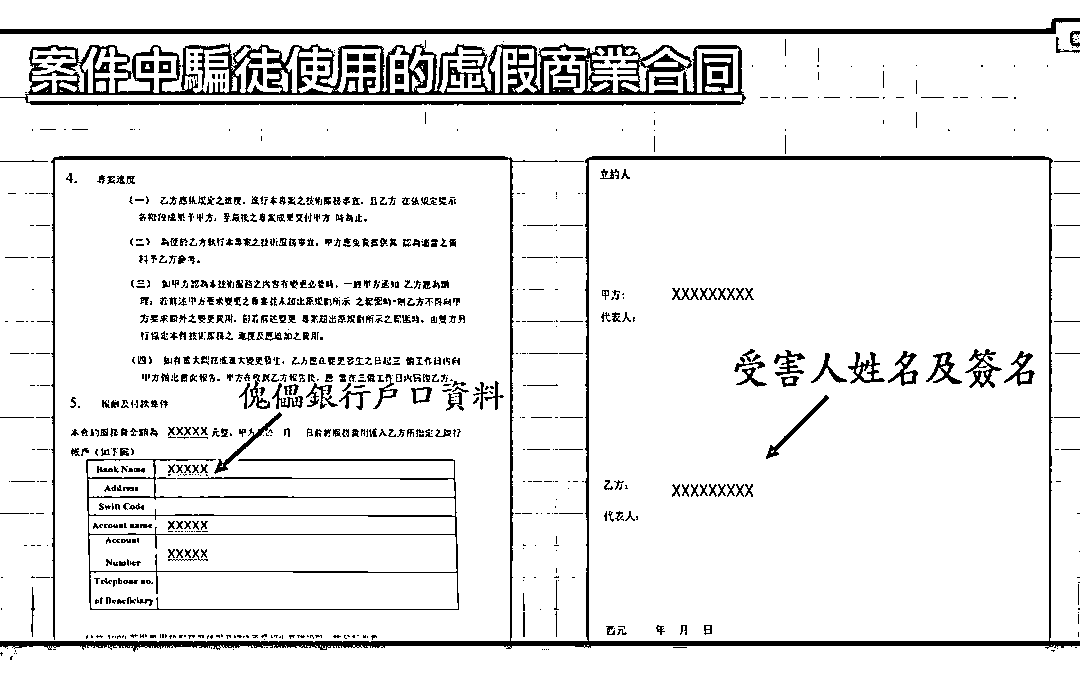 案件中騙徒使用的虛假商業合同
4. 專案進度
(一) 乙方應依規定之進度，進行本專案之技術服務事宜，且乙方 在依規定提示
各階段成果予甲方，至最後之專案成果交付甲方 時為止。
(二) 為便於乙方執行本專案之技術服務事宜，甲方應免費提供其 認為適當之資
料予乙方參考。
(三) 如甲方認為本技術服務之內容有變更必要時，一經甲方通知 乙方應為辦
理；若前述甲方要求變更之專案並未超出原規劃所示 之範圍時，則乙方不得向甲
方要求額外之變更費用，但若前述變更 專案超出原規劃所示之範圍時，由雙方另
行協定本件技術服務之 進度及應追加之費用。
(四) 如有重大問題或重大變更發生，乙方應在變更發生之日起三 個工作日內向
甲方做出書面報告。甲方在收到乙方報告後，應 當在三個工作日內回復乙方。
傀儡銀行戶口資料
5. 報酬及付款條件
本合約服務費金額為 XXXXX 元整，甲方 月 日前將服務費用匯入乙方所指定之銀行
帳戶（如下圖）
Bank Name XXXXX
Address
Swift Code
Account name XXXXX
Account
Number XXXXX
Telephone no.
of Beneficiary
立約人
甲方： XXXXXXXXX
代表人：
受害人姓名及簽名
乙方： XXXXXXXXX
代表人：
西元 年 月 日